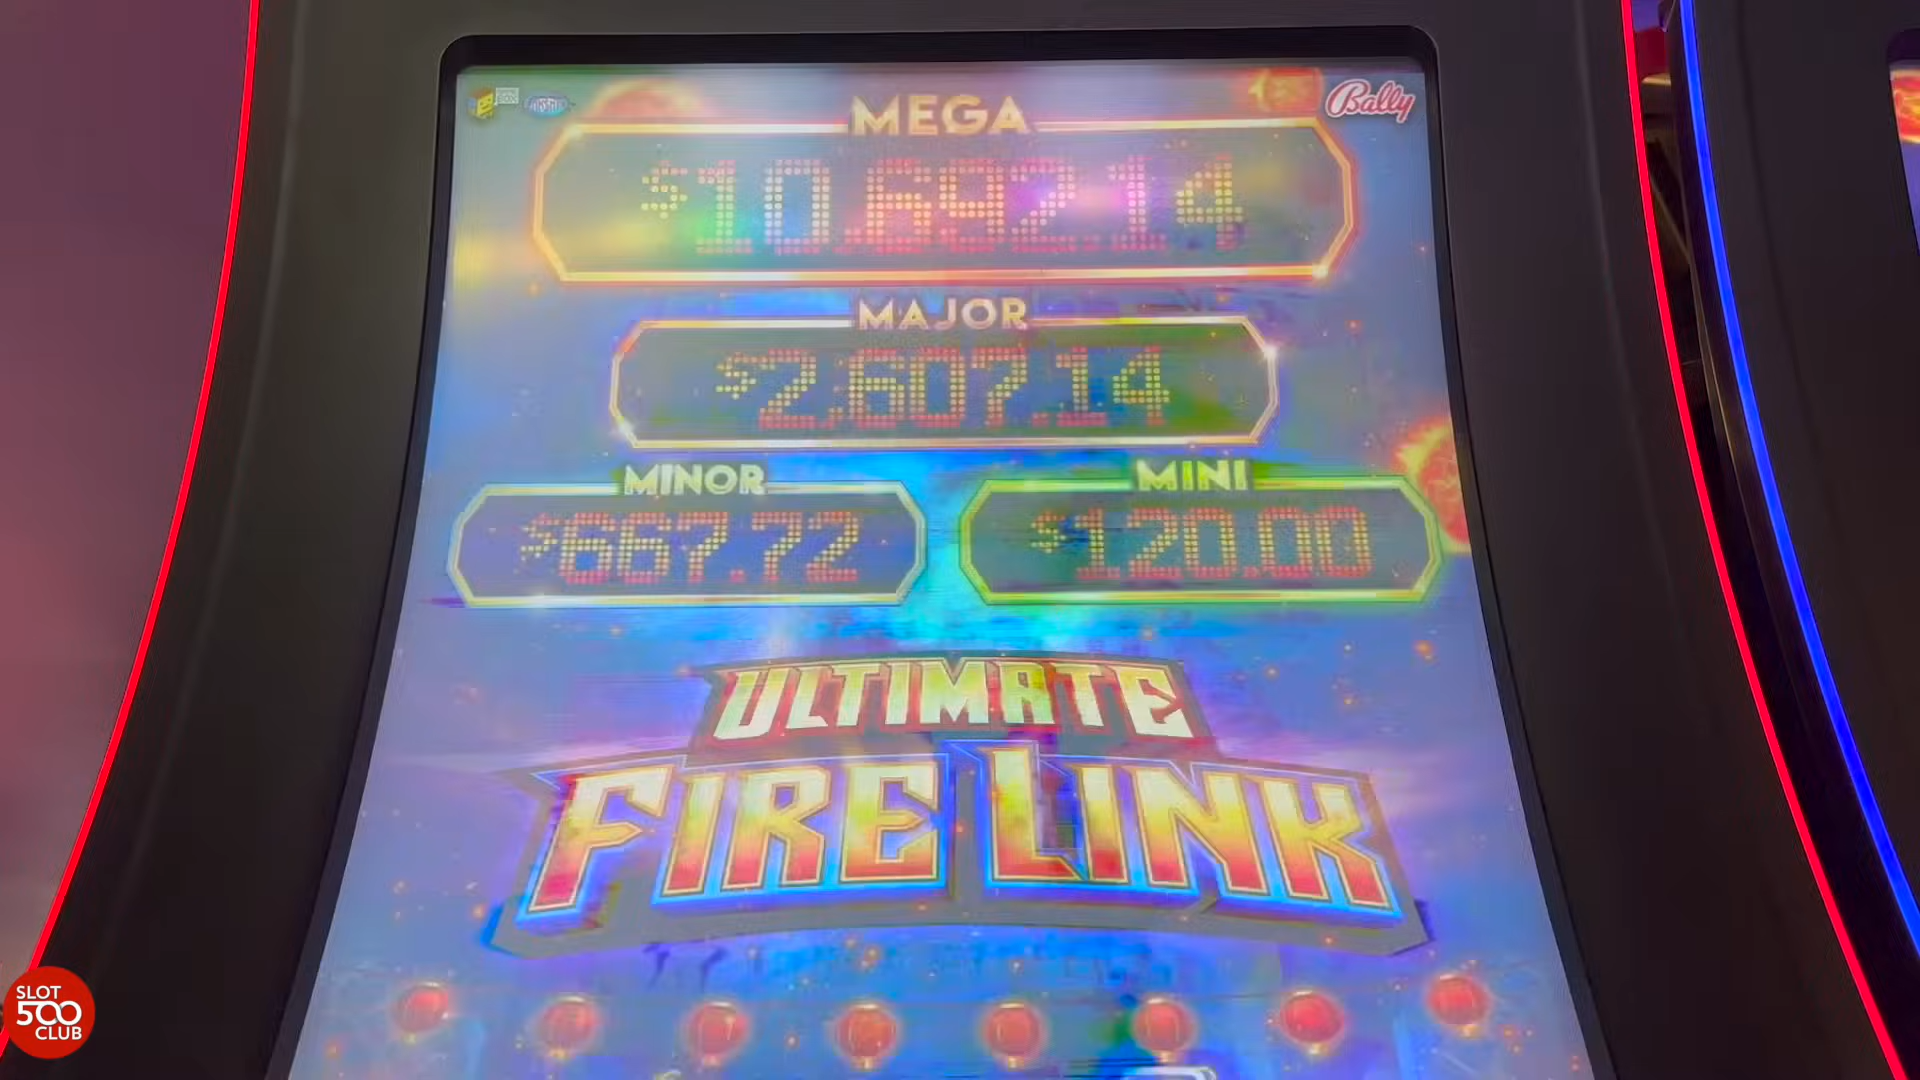 Bally
MEGA
$10,692.14
MAJOR
$2,607.14
MINOR
$667.72
MINI
$120.00
ULTIMATE
FIRE LINK
SLOT
500
CLUB